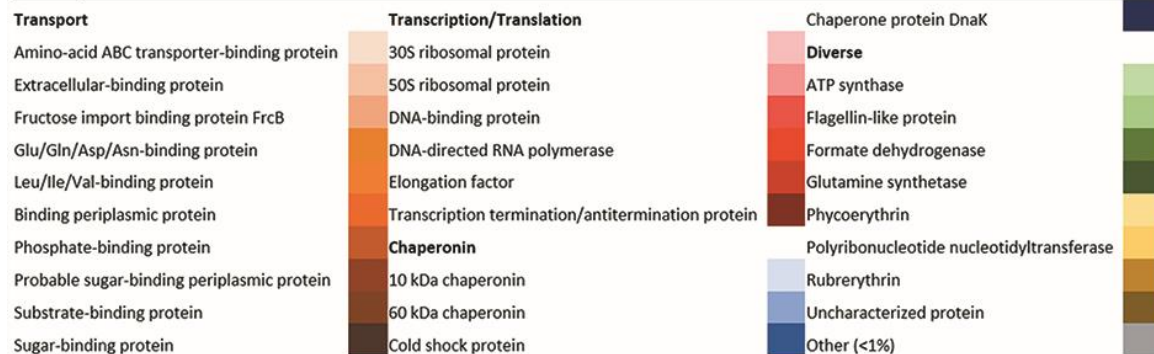 Transport
Amino-acid ABC transporter-binding protein
Extracellular-binding protein
Fructose import binding protein FrcB
Glu/Gln/Asp/Asn-binding protein
Leu/Ile/Val-binding protein
Binding periplasmic protein
Phosphate-binding protein
Probable sugar-binding periplasmic protein
Substrate-binding protein
Sugar-binding protein
Transcription/Translation
30S ribosomal protein
50S ribosomal protein
DNA-binding protein
DNA-directed RNA polymerase
Elongation factor
Transcription termination/antitermination protein
Chaperonin
10 kDa chaperonin
60 kDa chaperonin
Cold shock protein
Chaperone protein DnaK
Diverse
ATP synthase
Flagellin-like protein
Formate dehydrogenase
Glutamine synthetase
Phycoerythrin
Polyribonucleotide nucleotidyltransferase
Rubrerythrin
Uncharacterized protein
Other (<1%)